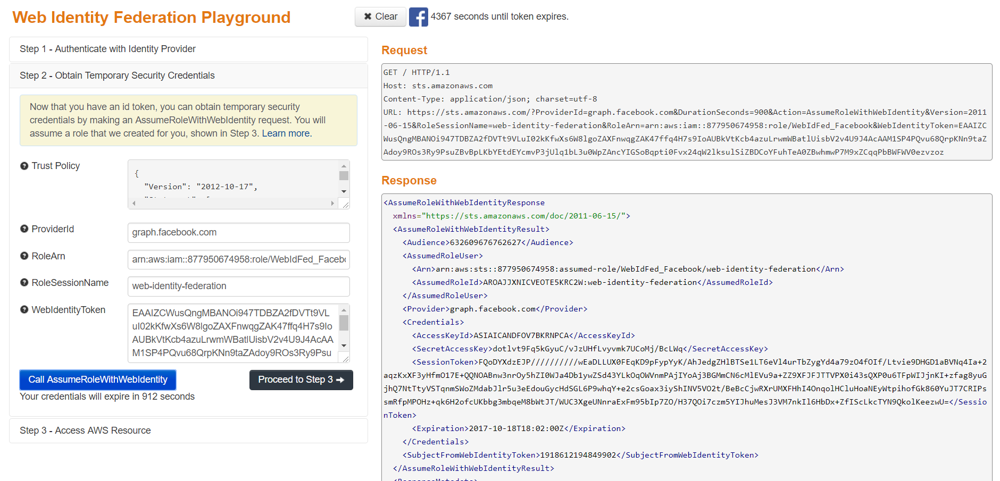 Web Identity Federation Playground
✖ Clear
4367 seconds until token expires.
Step 1 - Authenticate with Identity Provider
Step 2 - Obtain Temporary Security Credentials
Now that you have an id token, you can obtain temporary security
credentials by making an AssumeRoleWithWebIdentity request. You will
assume a role that we created for you, shown in Step 3. Learn more.
Trust Policy
{
"Version": "2012-10-17",
ProviderId
graph.facebook.com
RoleArn
arn:aws:iam::877950674958:role/WebIdFed_Facebo
RoleSessionName
web-identity-federation
WebIdentityToken
EAAIZCWusQngMBANOi947TDBZA2fDVTt9VL
uI02kKfwXs6W8lgoZAXFnwqgZAK47ffq4H7s9Io
AUBkVtKcb4azuLrwmWBatlUisbV2v4U9J4AcAA
M1SP4PQvu68QrpKNn9taZAdoy9ROs3Ry9Psu
Call AssumeRoleWithWebIdentity
Proceed to Step 3 ➔
Your credentials will expire in 912 seconds
Step 3 - Access AWS Resource
Request
GET / HTTP/1.1
Host: sts.amazonaws.com
Content-Type: application/json; charset=utf-8
URL: https://sts.amazonaws.com/?ProviderId=graph.facebook.com&DurationSeconds=900&Action=AssumeRoleWithWebIdentity&Version=2011
-06-15&RoleSessionName=web-identity-federation&RoleArn=arn:aws:iam::877950674958:role/WebIdFed_Facebook&WebIdentityToken=EAAIZC
WusQngMBANOi947TDBZA2fDVTt9VLuI02kKfwXs6W8lgoZAXFnwqgZAK47ffq4H7s9IoAUBkVtKcb4azuLrwmWBatlUisbV2v4U9J4AcAAM1SP4PQvu68QrpKNn9taZ
Adoy9ROs3Ry9PsuZBvBpLKbYEtdEYcmvP3jUlq1bL3u0WpZAncYIGSoBqpti0Fvx24qW2lksulSiZBDCoYFuhTeA0ZBwhmwP7M9xZCqqPbBWFWV0ezvzoz
Response
<AssumeRoleWithWebIdentityResponse
xmlns="https://sts.amazonaws.com/doc/2011-06-15/">
<AssumeRoleWithWebIdentityResult>
<Audience>632609676762627</Audience>
<AssumedRoleUser>
<Arn>arn:aws:sts::877950674958:assumed-role/WebIdFed_Facebook/web-identity-federation</Arn>
<AssumedRoleId>AROAJJXNICVEOTE5KRC2W:web-identity-federation</AssumedRoleId>
</AssumedRoleUser>
<Provider>graph.facebook.com</Provider>
<Credentials>
<AccessKeyId>ASIAICANDFOV7BKRNPCA</AccessKeyId>
<SecretAccessKey>dotlvt9Fq5kGyuC/vJzUHfLvyvmk7UCoMj/BcLWq</SecretAccessKey>
<SessionToken>FQoDYXdzEJP//////////wEaDLLUX0FEqKD9pFypYyK/AhJedgZHlBTSe1LT6eVl4urTbZygYd4a79zO4fOIf/Ltvie9DHGD1aBVNq4Ia+2
aqzKxXF3yHfmO17E+QQNOABnw3nrOy5hZI0WJa4Db1ywZSd43YLkOqOWVnmPAjIYoAj3BGMmCN6cMlEVu9a+ZZ9XFJFJTTVPX0i43sQXP0u6TFpWIJjnKI+zfag8yuG
jhQ7NtTtyVSTqnmSWoZMdabJlr5u3eEdouGycHdSGL6P9whqY+e2csGoax3iyShINV5VO2t/BeBcCjwRXrUMXFHhI4OnqolHCluHoaNEyWtpihofGk860YuJT7CRIPs
smRfpMPOHz+qk6H2ofcUKbbg3mbqeM8bWtJT/WUC3XgeUNnraExFm95bIp7ZO/H37QOi7czm5YIJhuMesJ3VM7nkIl6HbDx+ZfIScLkcTYN9QkolKeezwU=</Sessio
nToken>
<Expiration>2017-10-18T18:02:00Z</Expiration>
</Credentials>
<SubjectFromWebIdentityToken>1918612194849902</SubjectFromWebIdentityToken>
</AssumeRoleWithWebIdentityResult>